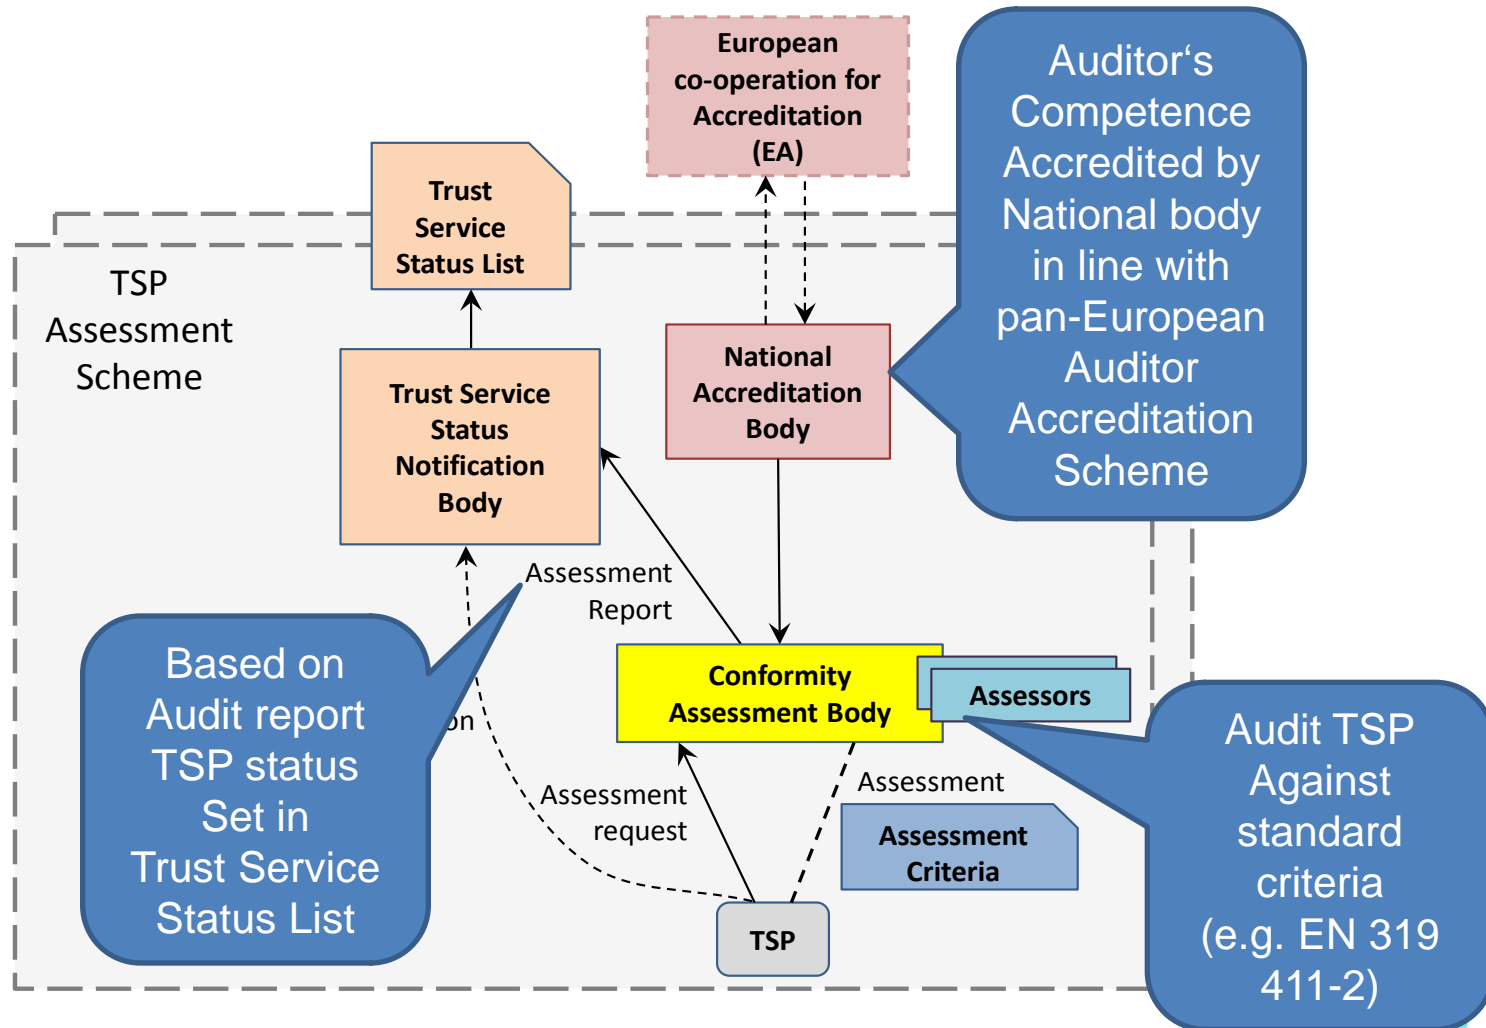 European
co-operation for
Accreditation
(EA)
Auditor‘s
Competence
Accredited by
National body
in line with
pan-European
Auditor
Accreditation
Scheme
Trust
Service
Status List
TSP
Assessment
Scheme
National
Accreditation
Body
Trust Service
Status
Notification
Body
Assessment
Report
Based on
Audit report
TSP status
Set in
Trust Service
Status List
Conformity
Assessment Body
Assessors
Assessment
request
Assessment
Assessment
Criteria
Audit TSP
Against
standard
criteria
(e.g. EN 319
411-2)
TSP